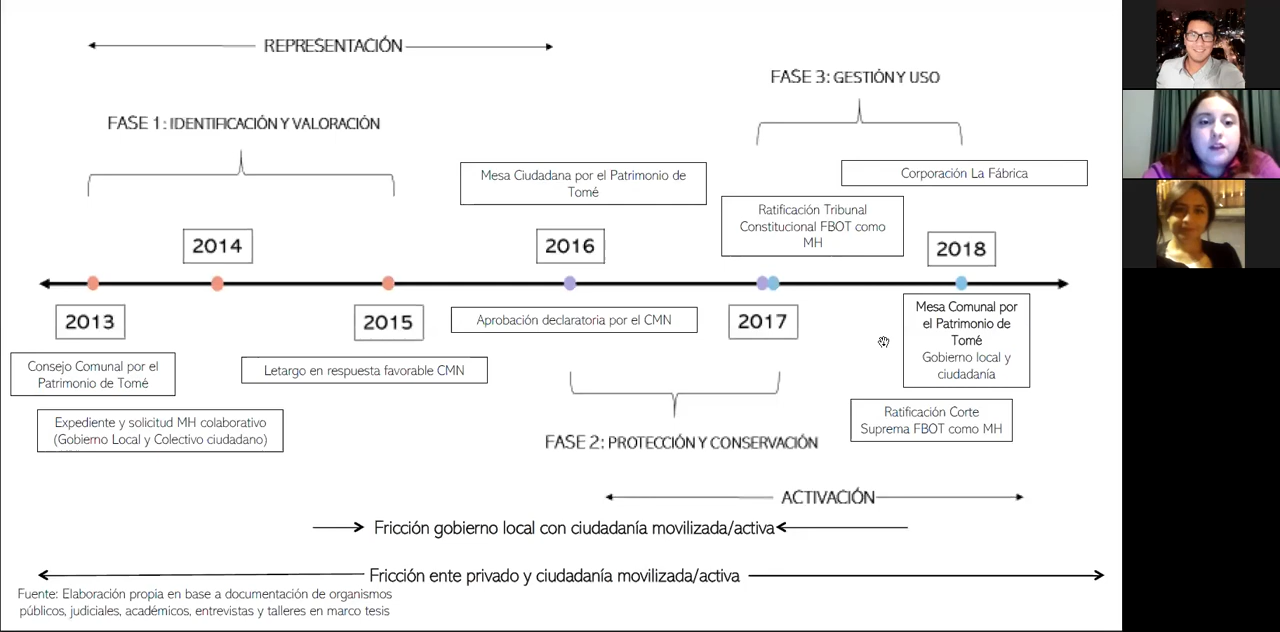 REPRESENTACIÓN
FASE 3: GESTIÓN Y USO
FASE 1: IDENTIFICACIÓN Y VALORACIÓN
Mesa Ciudadana por el Patrimonio de
Tomé
Corporación La Fábrica
Ratificación Tribunal
Constitucional FBOT como
MH
2014
2016
2018
2013
2015
Aprobación declaratoria por el CMN
2017
Mesa Comunal por
el Patrimonio de
Tomé
Gobierno local y
ciudadanía
Consejo Comunal por el
Patrimonio de Tomé
Letargo en respuesta favorable CMN
Expediente y solicitud MH colaborativo
(Gobierno Local y Colectivo ciudadano)
Ratificación Corte
Suprema FBOT como MH
FASE 2: PROTECCIÓN Y CONSERVACIÓN
ACTIVACIÓN
Fricción gobierno local con ciudadanía movilizada/activa
Fricción ente privado y ciudadanía movilizada/activa
Fuente: Elaboración propia en base a documentación de organismos
públicos, judiciales, académicos, entrevistas y talleres en marco tesis